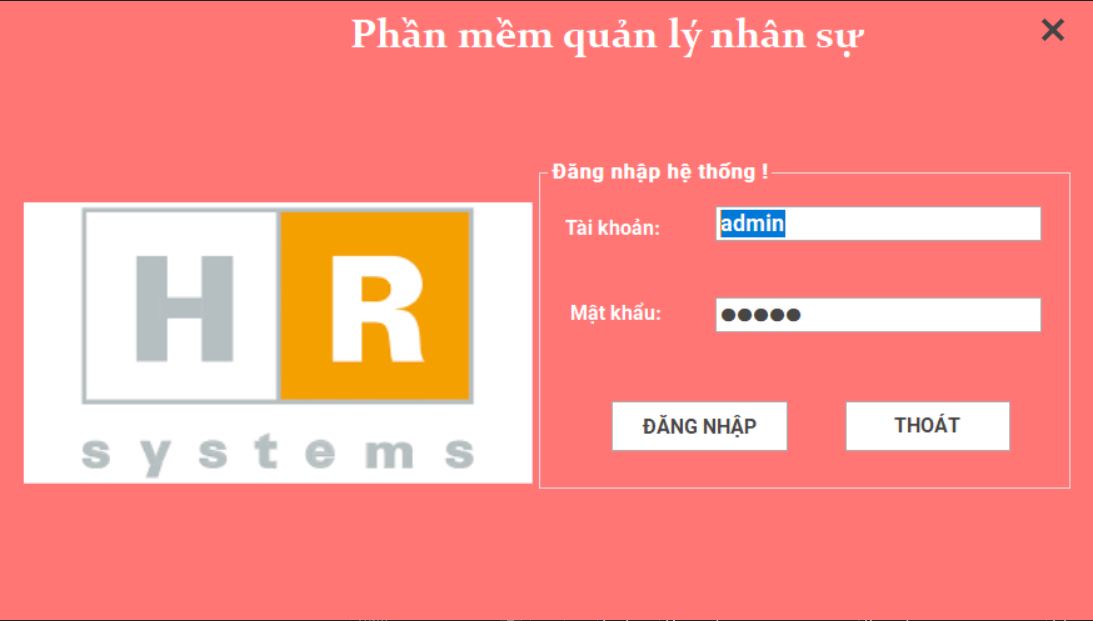 Phần mềm quản lý nhân sự
Đăng nhập hệ thống !
Tài khoản: admin
Mật khẩu: ●●●●●
ĐĂNG NHẬP THOÁT
HR
systems